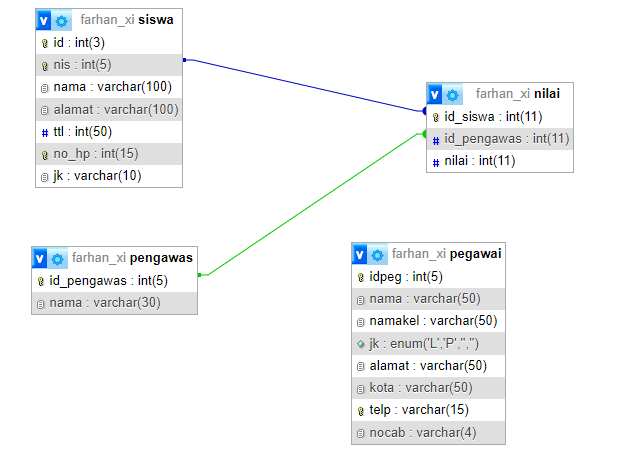 v farhan_xi siswa
id : int(3)
nis : int(5)
nama : varchar(100)
alamat : varchar(100)
# ttl : int(50)
no_hp : int(15)
jk : varchar(10)
v farhan_xi nilai
id_siswa : int(11)
# id_pengawas : int(11)
# nilai : int(11)
v farhan_xi pengawas
id_pengawas : int(5)
nama : varchar(30)
v farhan_xi pegawai
idpeg : int(5)
nama : varchar(50)
namakel : varchar(50)
jk : enum('L','P','','')
alamat : varchar(50)
kota : varchar(50)
telp : varchar(15)
nocab : varchar(4)